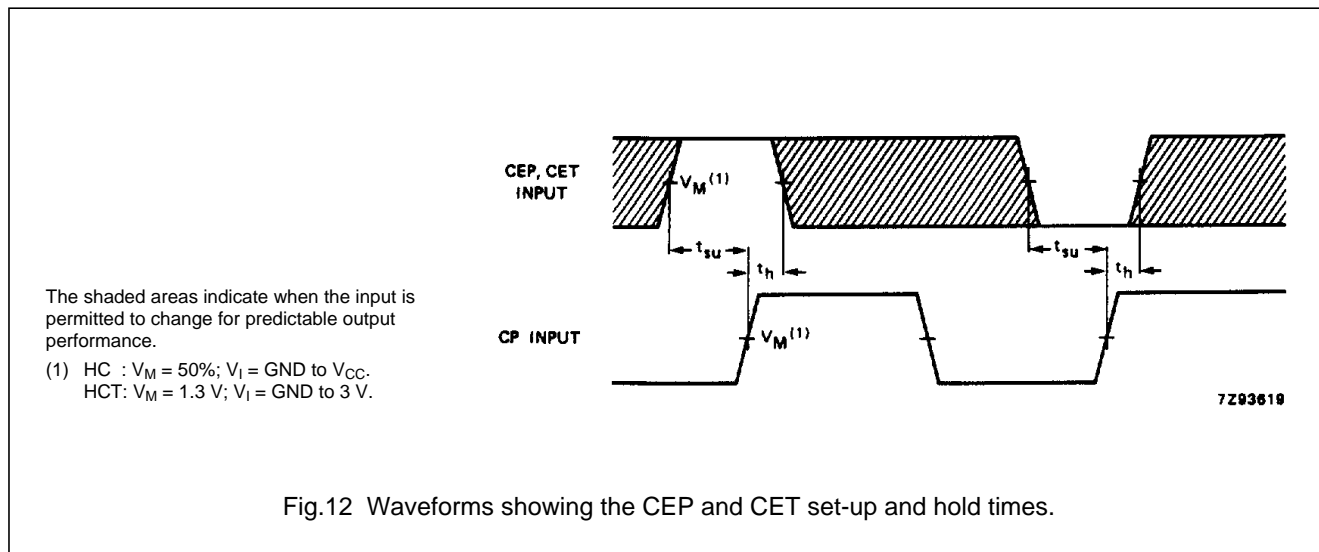 CEP, CET
INPUT
V_M(1)
t_su
t_h
t_su
t_h
The shaded areas indicate when the input is
permitted to change for predictable output
performance.
(1) HC : V_M = 50%; V_I = GND to V_CC.
HCT: V_M = 1.3 V; V_I = GND to 3 V.
CP INPUT
V_M(1)
7Z93619
Fig.12 Waveforms showing the CEP and CET set-up and hold times.